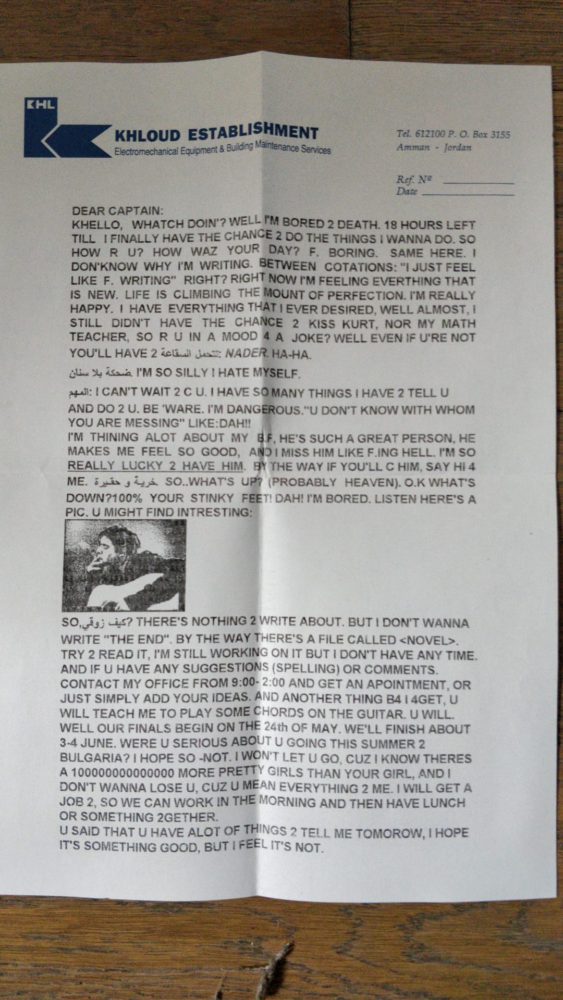 KHL
KHLOUD ESTABLISHMENT
Electromechanical Equipment & Building Maintenance Services
Tel. 612100 P. O. Box 3155
Amman - Jordan
Ref. Nº
Date
DEAR CAPTAIN:
KHELLO, WHATCH DOIN'? WELL I'M BORED 2 DEATH. 18 HOURS LEFT
TILL I FINALLY HAVE THE CHANCE 2 DO THE THINGS I WANNA DO. SO
HOW R U? HOW WAZ YOUR DAY? F. BORING. SAME HERE. I
DON'KNOW WHY I'M WRITING. BETWEEN COTATIONS: "I JUST FEEL
LIKE F. WRITING" RIGHT? RIGHT NOW I'M FEELING EVERTHING THAT
IS NEW. LIFE IS CLIMBING THE MOUNT OF PERFECTION. I'M REALLY
HAPPY. I HAVE EVERYTHING THAT I EVER DESIRED, WELL ALMOST, I
STILL DIDN'T HAVE THE CHANCE 2 KISS KURT, NOR MY MATH
TEACHER, SO R U IN A MOOD 4 A JOKE? WELL EVEN IF U'RE NOT
YOU'LL HAVE 2 تتحمل السقاعة: NADER. HA-HA.
ضحكة بلا سنان. I'M SO SILLY I HATE MYSELF.
المهم: I CAN'T WAIT 2 C U. I HAVE SO MANY THINGS I HAVE 2 TELL U
AND DO 2 U. BE 'WARE. I'M DANGEROUS."U DON'T KNOW WITH WHOM
YOU ARE MESSING" LIKE:DAH!!
I'M THINING ALOT ABOUT MY B.F, HE'S SUCH A GREAT PERSON, HE
MAKES ME FEEL SO GOOD, AND I MISS HIM LIKE F.ING HELL. I'M SO
REALLY LUCKY 2 HAVE HIM. BY THE WAY IF YOU'LL C HIM, SAY HI 4
ME. خرية و حقيرة. SO..WHAT'S UP? (PROBABLY HEAVEN). O.K WHAT'S
DOWN?100% YOUR STINKY FEET! DAH! I'M BORED. LISTEN HERE'S A
PIC. U MIGHT FIND INTRESTING:
SO,كيف زوقي? THERE'S NOTHING 2 WRITE ABOUT. BUT I DON'T WANNA
WRITE "THE END". BY THE WAY THERE'S A FILE CALLED <NOVEL>.
TRY 2 READ IT, I'M STILL WORKING ON IT BUT I DON'T HAVE ANY TIME.
AND IF U HAVE ANY SUGGESTIONS (SPELLING) OR COMMENTS.
CONTACT MY OFFICE FROM 9:00- 2:00 AND GET AN APOINTMENT, OR
JUST SIMPLY ADD YOUR IDEAS. AND ANOTHER THING B4 I 4GET, U
WILL TEACH ME TO PLAY SOME CHORDS ON THE GUITAR. U WILL.
WELL OUR FINALS BEGIN ON THE 24th OF MAY. WE'LL FINISH ABOUT
3-4 JUNE. WERE U SERIOUS ABOUT U GOING THIS SUMMER 2
BULGARIA? I HOPE SO -NOT. I WON'T LET U GO, CUZ I KNOW THERES
A 100000000000000 MORE PRETTY GIRLS THAN YOUR GIRL, AND I
DON'T WANNA LOSE U, CUZ U MEAN EVERYTHING 2 ME. I WILL GET A
JOB 2, SO WE CAN WORK IN THE MORNING AND THEN HAVE LUNCH
OR SOMETHING 2GETHER.
U SAID THAT U HAVE ALOT OF THINGS 2 TELL ME TOMOROW, I HOPE
IT'S SOMETHING GOOD, BUT I FEEL IT'S NOT.